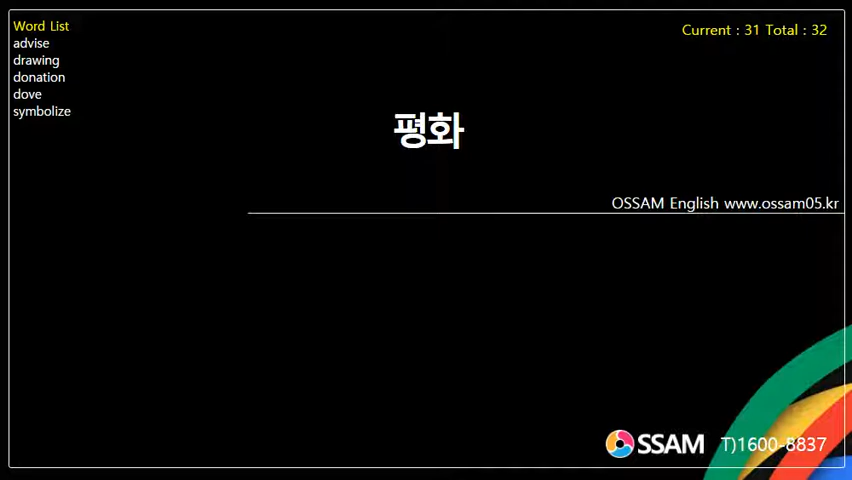 Word List
advise
drawing
donation
dove
symbolize
Current : 31 Total : 32
평화
OSSAM English www.ossam05.kr
OSSAM T)1600-8837